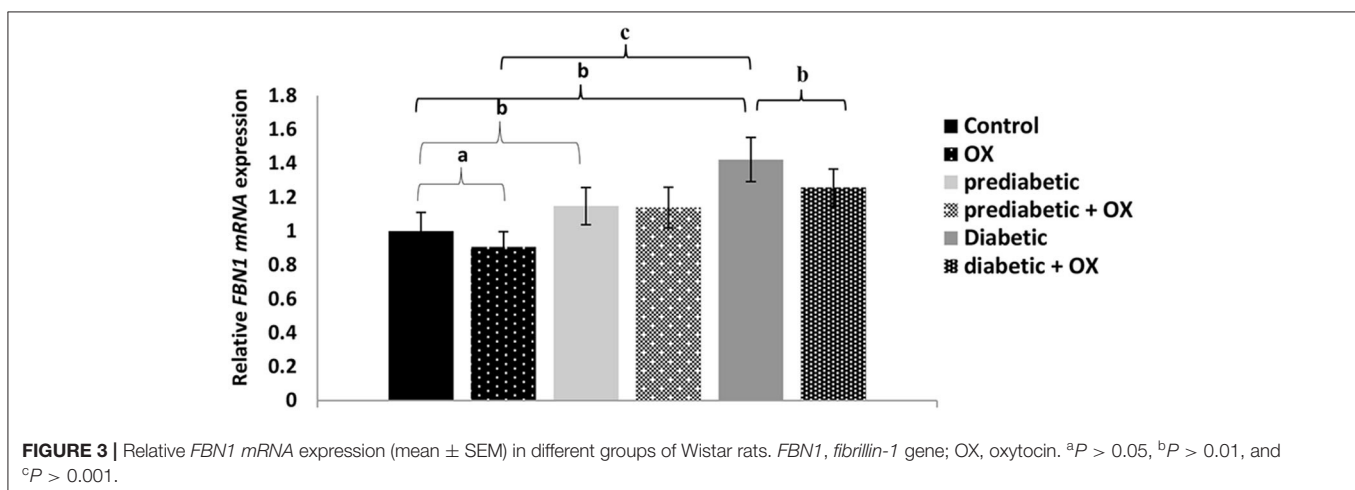 c
b
b
b
a
Relative FBN1 mRNA expression
1.8
1.6
1.4
1.2
1
0.8
0.6
0.4
0.2
0
Control
OX
prediabetic
prediabetic + OX
Diabetic
diabetic + OX
FIGURE 3 | Relative FBN1 mRNA expression (mean ± SEM) in different groups of Wistar rats. FBN1, fibrillin-1 gene; OX, oxytocin. ᵃP > 0.05, ᵇP > 0.01, and
ᶜP > 0.001.